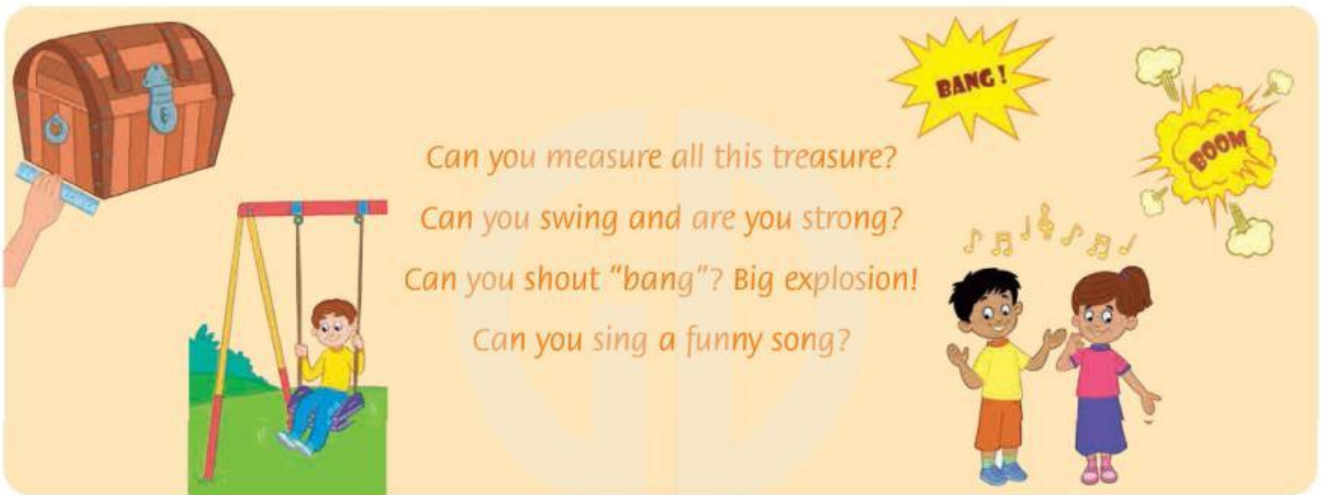 BANG!
BOOM
Can you measure all this treasure?
Can you swing and are you strong?
Can you shout “bang”? Big explosion!
Can you sing a funny song?